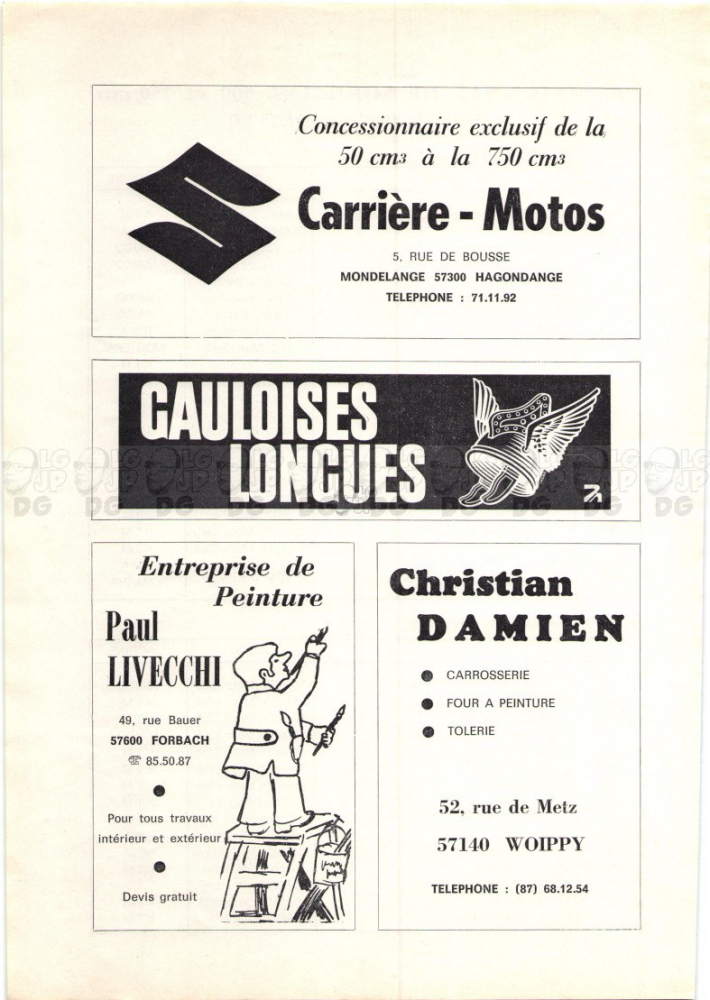 Concessionnaire exclusif de la
50 cm3 à la 750 cm3
Carrière - Motos
5, RUE DE BOUSSE
MONDELANGE 57300 HAGONDANGE
TELEPHONE : 71.11.92
GAULOISES
LONGUES
Entreprise de
Peinture
Paul
LIVECCHI
49, rue Bauer
57600 FORBACH
☏ 85.50.87
Pour tous travaux
intérieur et extérieur
Devis gratuit
Christian
DAMIEN
CARROSSERIE
FOUR A PEINTURE
TOLERIE
52, rue de Metz
57140 WOIPPY
TELEPHONE : (87) 68.12.54